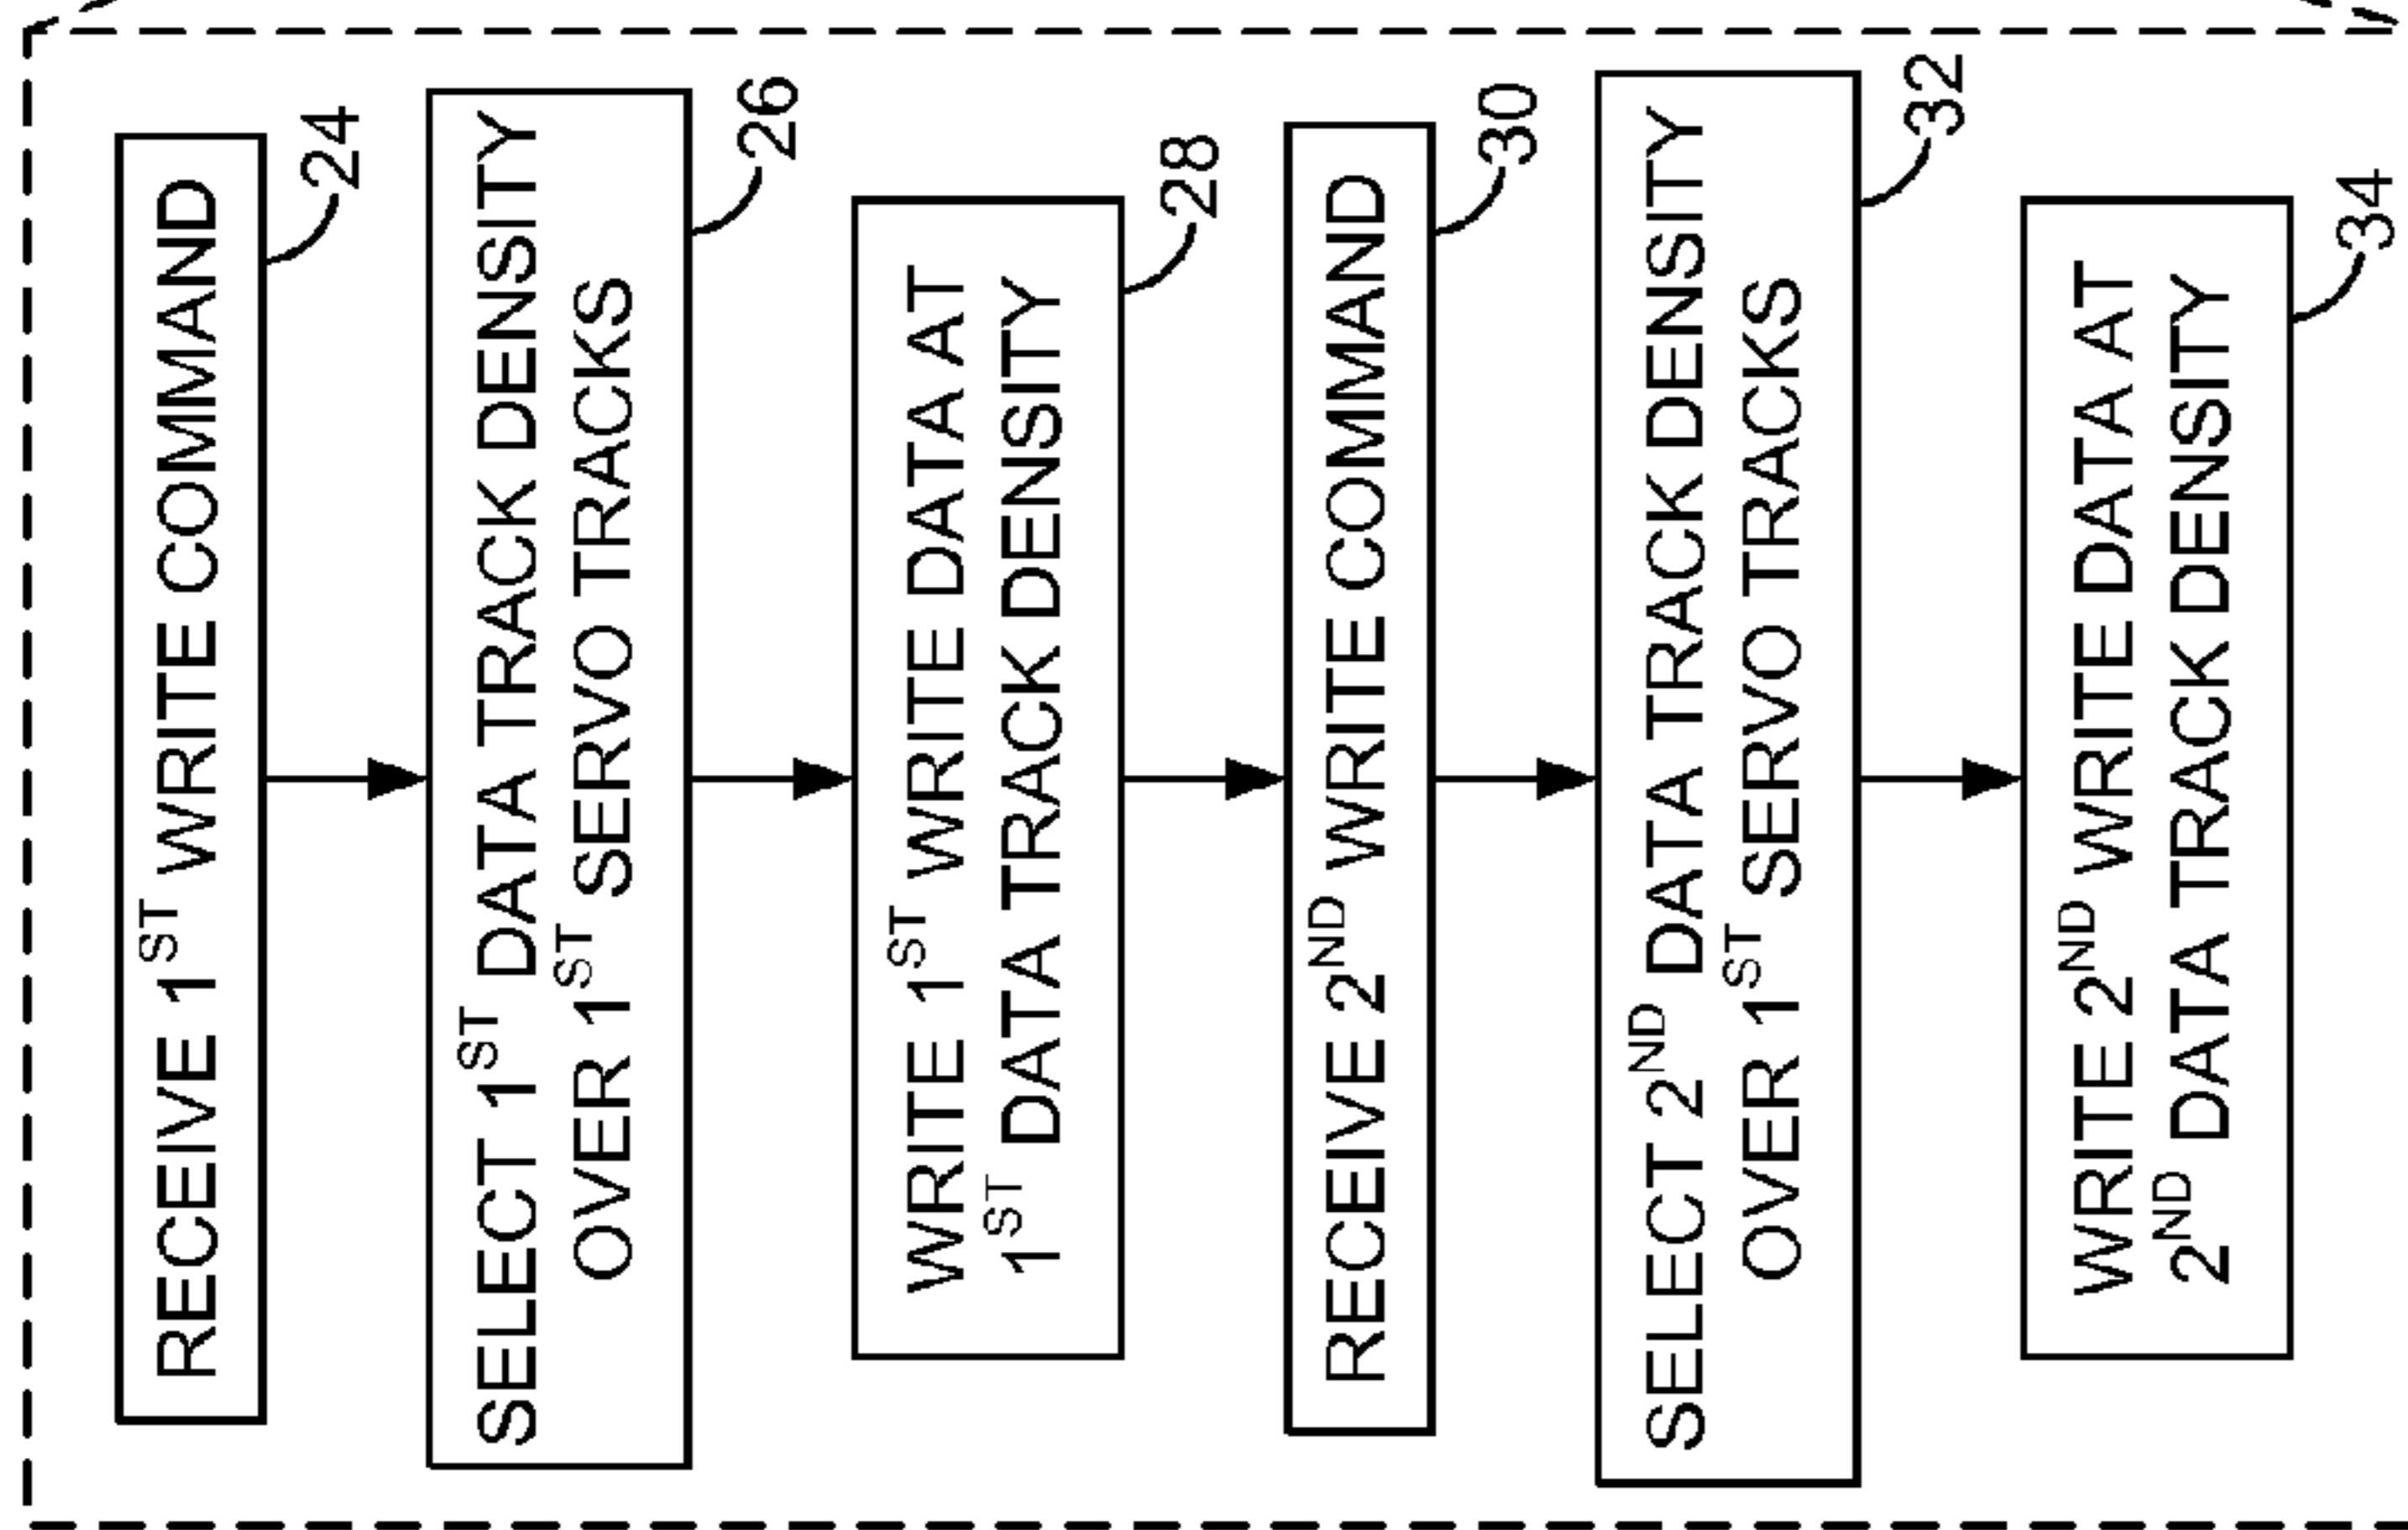 RECEIVE 1ST WRITE COMMAND
24
SELECT 1ST DATA TRACK DENSITY
OVER 1ST SERVO TRACKS
26
WRITE 1ST WRITE DATA AT
1ST DATA TRACK DENSITY
28
RECEIVE 2ND WRITE COMMAND
30
SELECT 2ND DATA TRACK DENSITY
OVER 1ST SERVO TRACKS
32
WRITE 2ND WRITE DATA AT
2ND DATA TRACK DENSITY
34